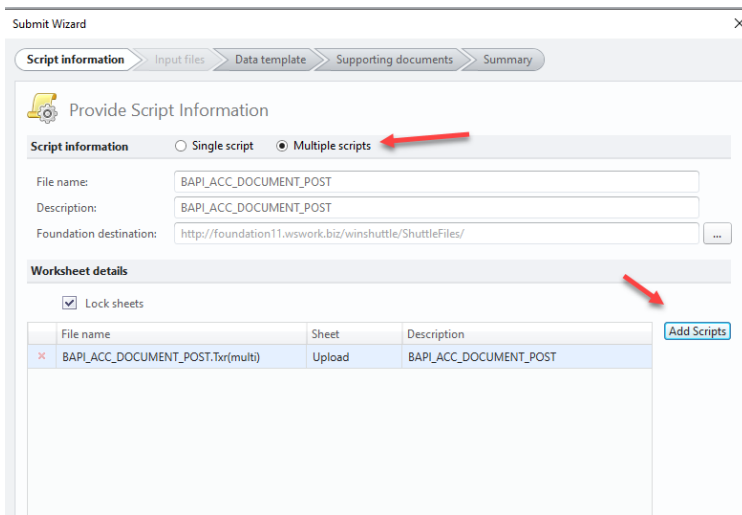 Submit Wizard
Script information Input files Data template Supporting documents Summary
Provide Script Information
Script information Single script Multiple scripts
File name: BAPI_ACC_DOCUMENT_POST
Description: BAPI_ACC_DOCUMENT_POST
Foundation destination: http://foundation11.wswork.biz/winshuttle/ShuttleFiles/ ...
Worksheet details
Lock sheets
Add Scripts
File name Sheet Description
BAPI_ACC_DOCUMENT_POST.Txr(multi) Upload BAPI_ACC_DOCUMENT_POST